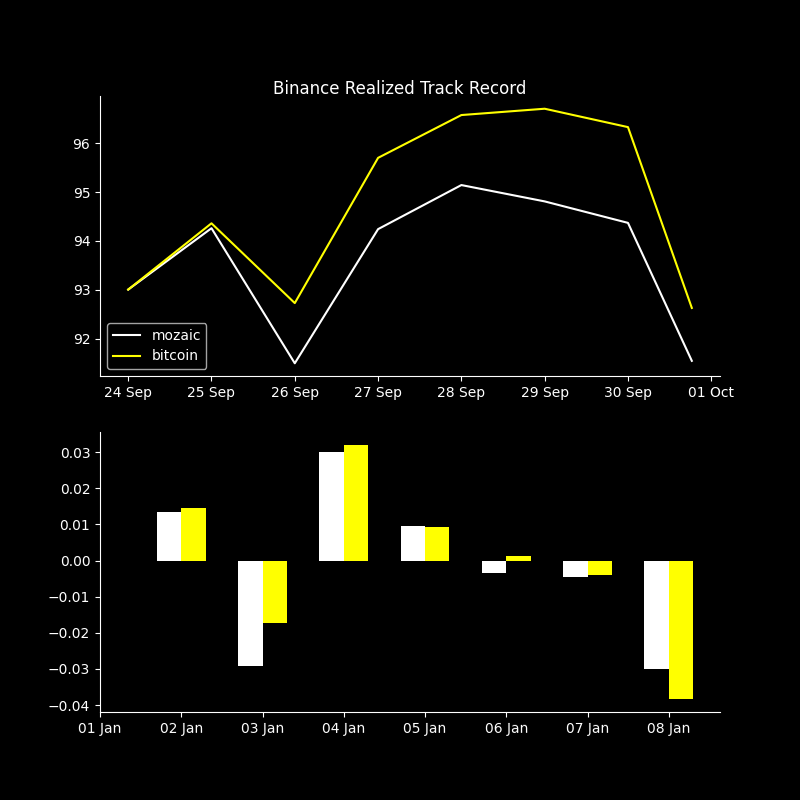 Binance Realized Track Record
96
95
94
93
92
mozaic
bitcoin
24 Sep 25 Sep 26 Sep 27 Sep 28 Sep 29 Sep 30 Sep 01 Oct
0.03
0.02
0.01
0.00
−0.01
−0.02
−0.03
−0.04
01 Jan 02 Jan 03 Jan 04 Jan 05 Jan 06 Jan 07 Jan 08 Jan